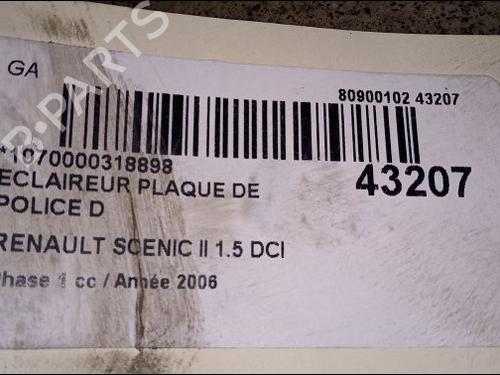 GA
80900102 43207
*1070000318898
43207
ECLAIREUR PLAQUE DE
POLICE D
RENAULT SCENIC II 1.5 DCI
Phase 1 cc / Année 2006
B-PARTS